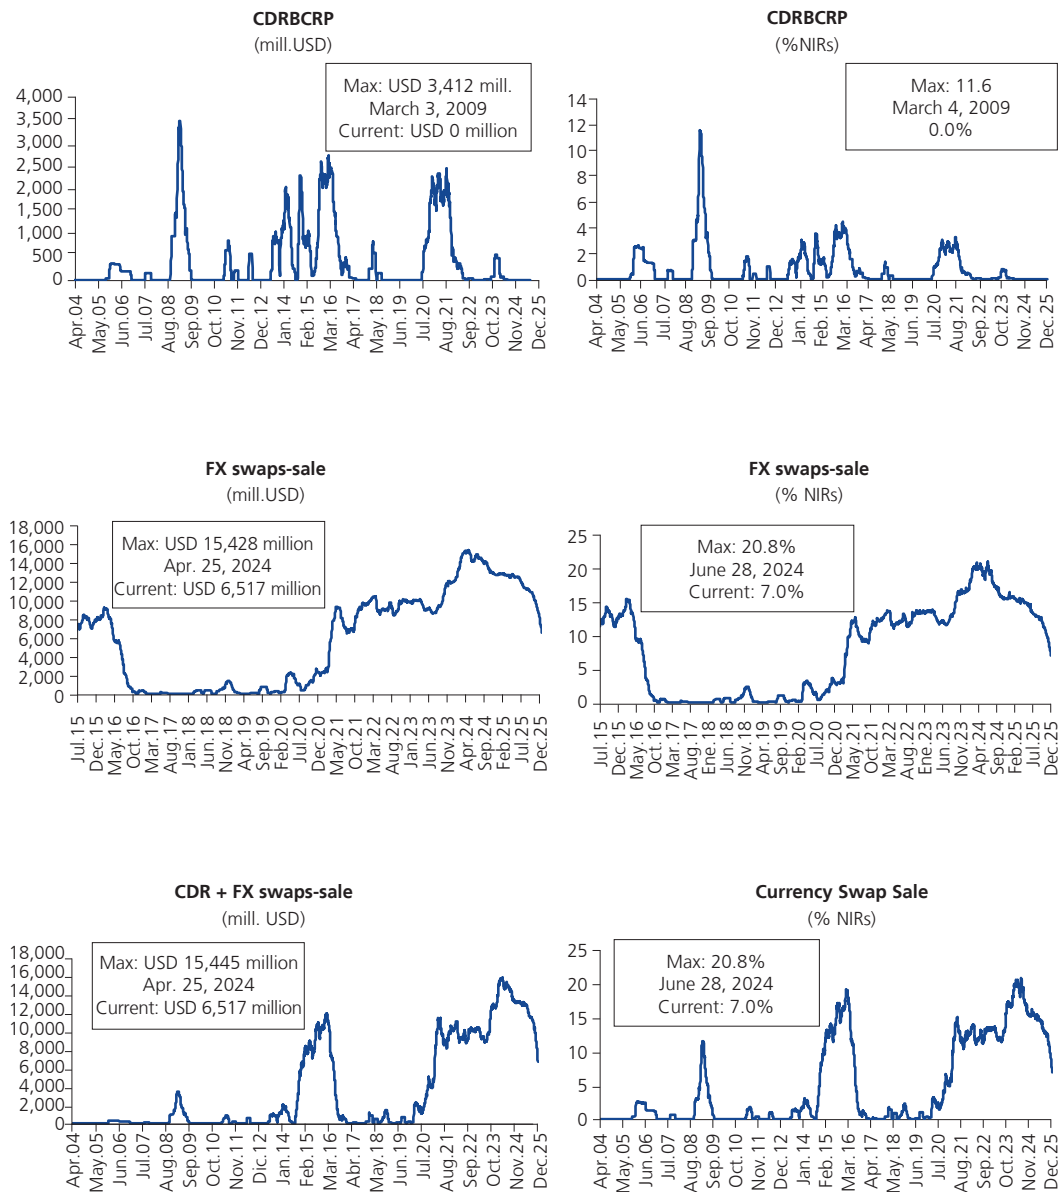 CDRBCRP
(mill.USD)
Max: USD 3,412 mill.
March 3, 2009
Current: USD 0 million
4,000
3,500
3,000
2,500
2,000
1,500
1,000
500
0
Apr.04
May.05
Jun.06
Jul.07
Aug.08
Sep.09
Oct.10
Nov.11
Dec.12
Jan.14
Feb.15
Mar.16
Apr.17
May.18
Jun.19
Jul.20
Aug.21
Sep.22
Oct.23
Nov.24
Dec.25
CDRBCRP
(%NIRs)
Max: 11.6
March 4, 2009
0.0%
14
12
10
8
6
4
2
0
Apr.04
May.05
Jun.06
Jul.07
Aug.08
Sep.09
Oct.10
Nov.11
Dec.12
Jan.14
Feb.15
Mar.16
Apr.17
May.18
Jun.19
Jul.20
Aug.21
Sep.22
Oct.23
Nov.24
Dec.25
FX swaps-sale
(mill.USD)
Max: USD 15,428 million
Apr. 25, 2024
Current: USD 6,517 million
18,000
16,000
14,000
12,000
10,000
8,000
6,000
4,000
2,000
0
Jul.15
Dec.15
May.16
Oct.16
Mar.17
Aug.17
Jan.18
Jun.18
Nov.18
Apr.19
Sep.19
Feb.20
Jul.20
Dec.20
May.21
Oct.21
Mar.22
Aug.22
Jan.23
Jun.23
Nov.23
Apr.24
Sep.24
Feb.25
Jul.25
Dec.25
FX swaps-sale
(% NIRs)
Max: 20.8%
June 28, 2024
Current: 7.0%
25
20
15
10
5
0
Jul.15
Dec.15
May.16
Oct.16
Mar.17
Aug.17
Ene.18
Jun.18
Nov.18
Apr.19
Sep.19
Feb.20
Jul.20
Dec.20
May.21
Oct.21
Mar.22
Aug.22
Ene.23
Jun.23
Nov.23
Apr.24
Sep.24
Feb.25
Jul.25
Dec.25
CDR + FX swaps-sale
(mill. USD)
Max: USD 15,445 million
Apr. 25, 2024
Current: USD 6,517 million
18,000
16,000
14,000
12,000
10,000
8,000
6,000
4,000
2,000
0
Apr.04
May.05
Jun.06
Jul.07
Aug.08
Sep.09
Oct.10
Nov.11
Dic.12
Jan.14
Feb.15
Mar.16
Apr.17
May.18
Jun.19
Jul.20
Aug.21
Sep.22
Oct.23
Nov.24
Dec.25
Currency Swap Sale
(% NIRs)
Max: 20.8%
June 28, 2024
Current: 7.0%
25
20
15
10
5
0
Apr.04
May.05
Jun.06
Jul.07
Aug.08
Sep.09
Oct.10
Nov.11
Dec.12
Jan.14
Feb.15
Mar.16
Apr.17
May.18
Jun.19
Jul.20
Aug.21
Sep.22
Oct.23
Nov.24
Dec.25